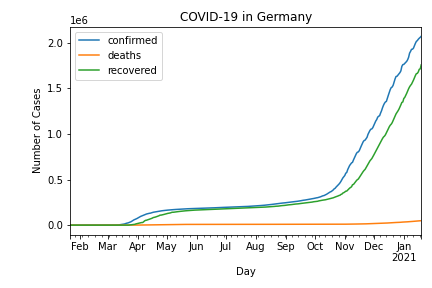 COVID-19 in Germany
1e6
confirmed
deaths
recovered
2.0
1.5
1.0
0.5
0.0
Number of Cases
Feb Mar Apr May Jun Jul Aug Sep Oct Nov Dec Jan
2021
Day